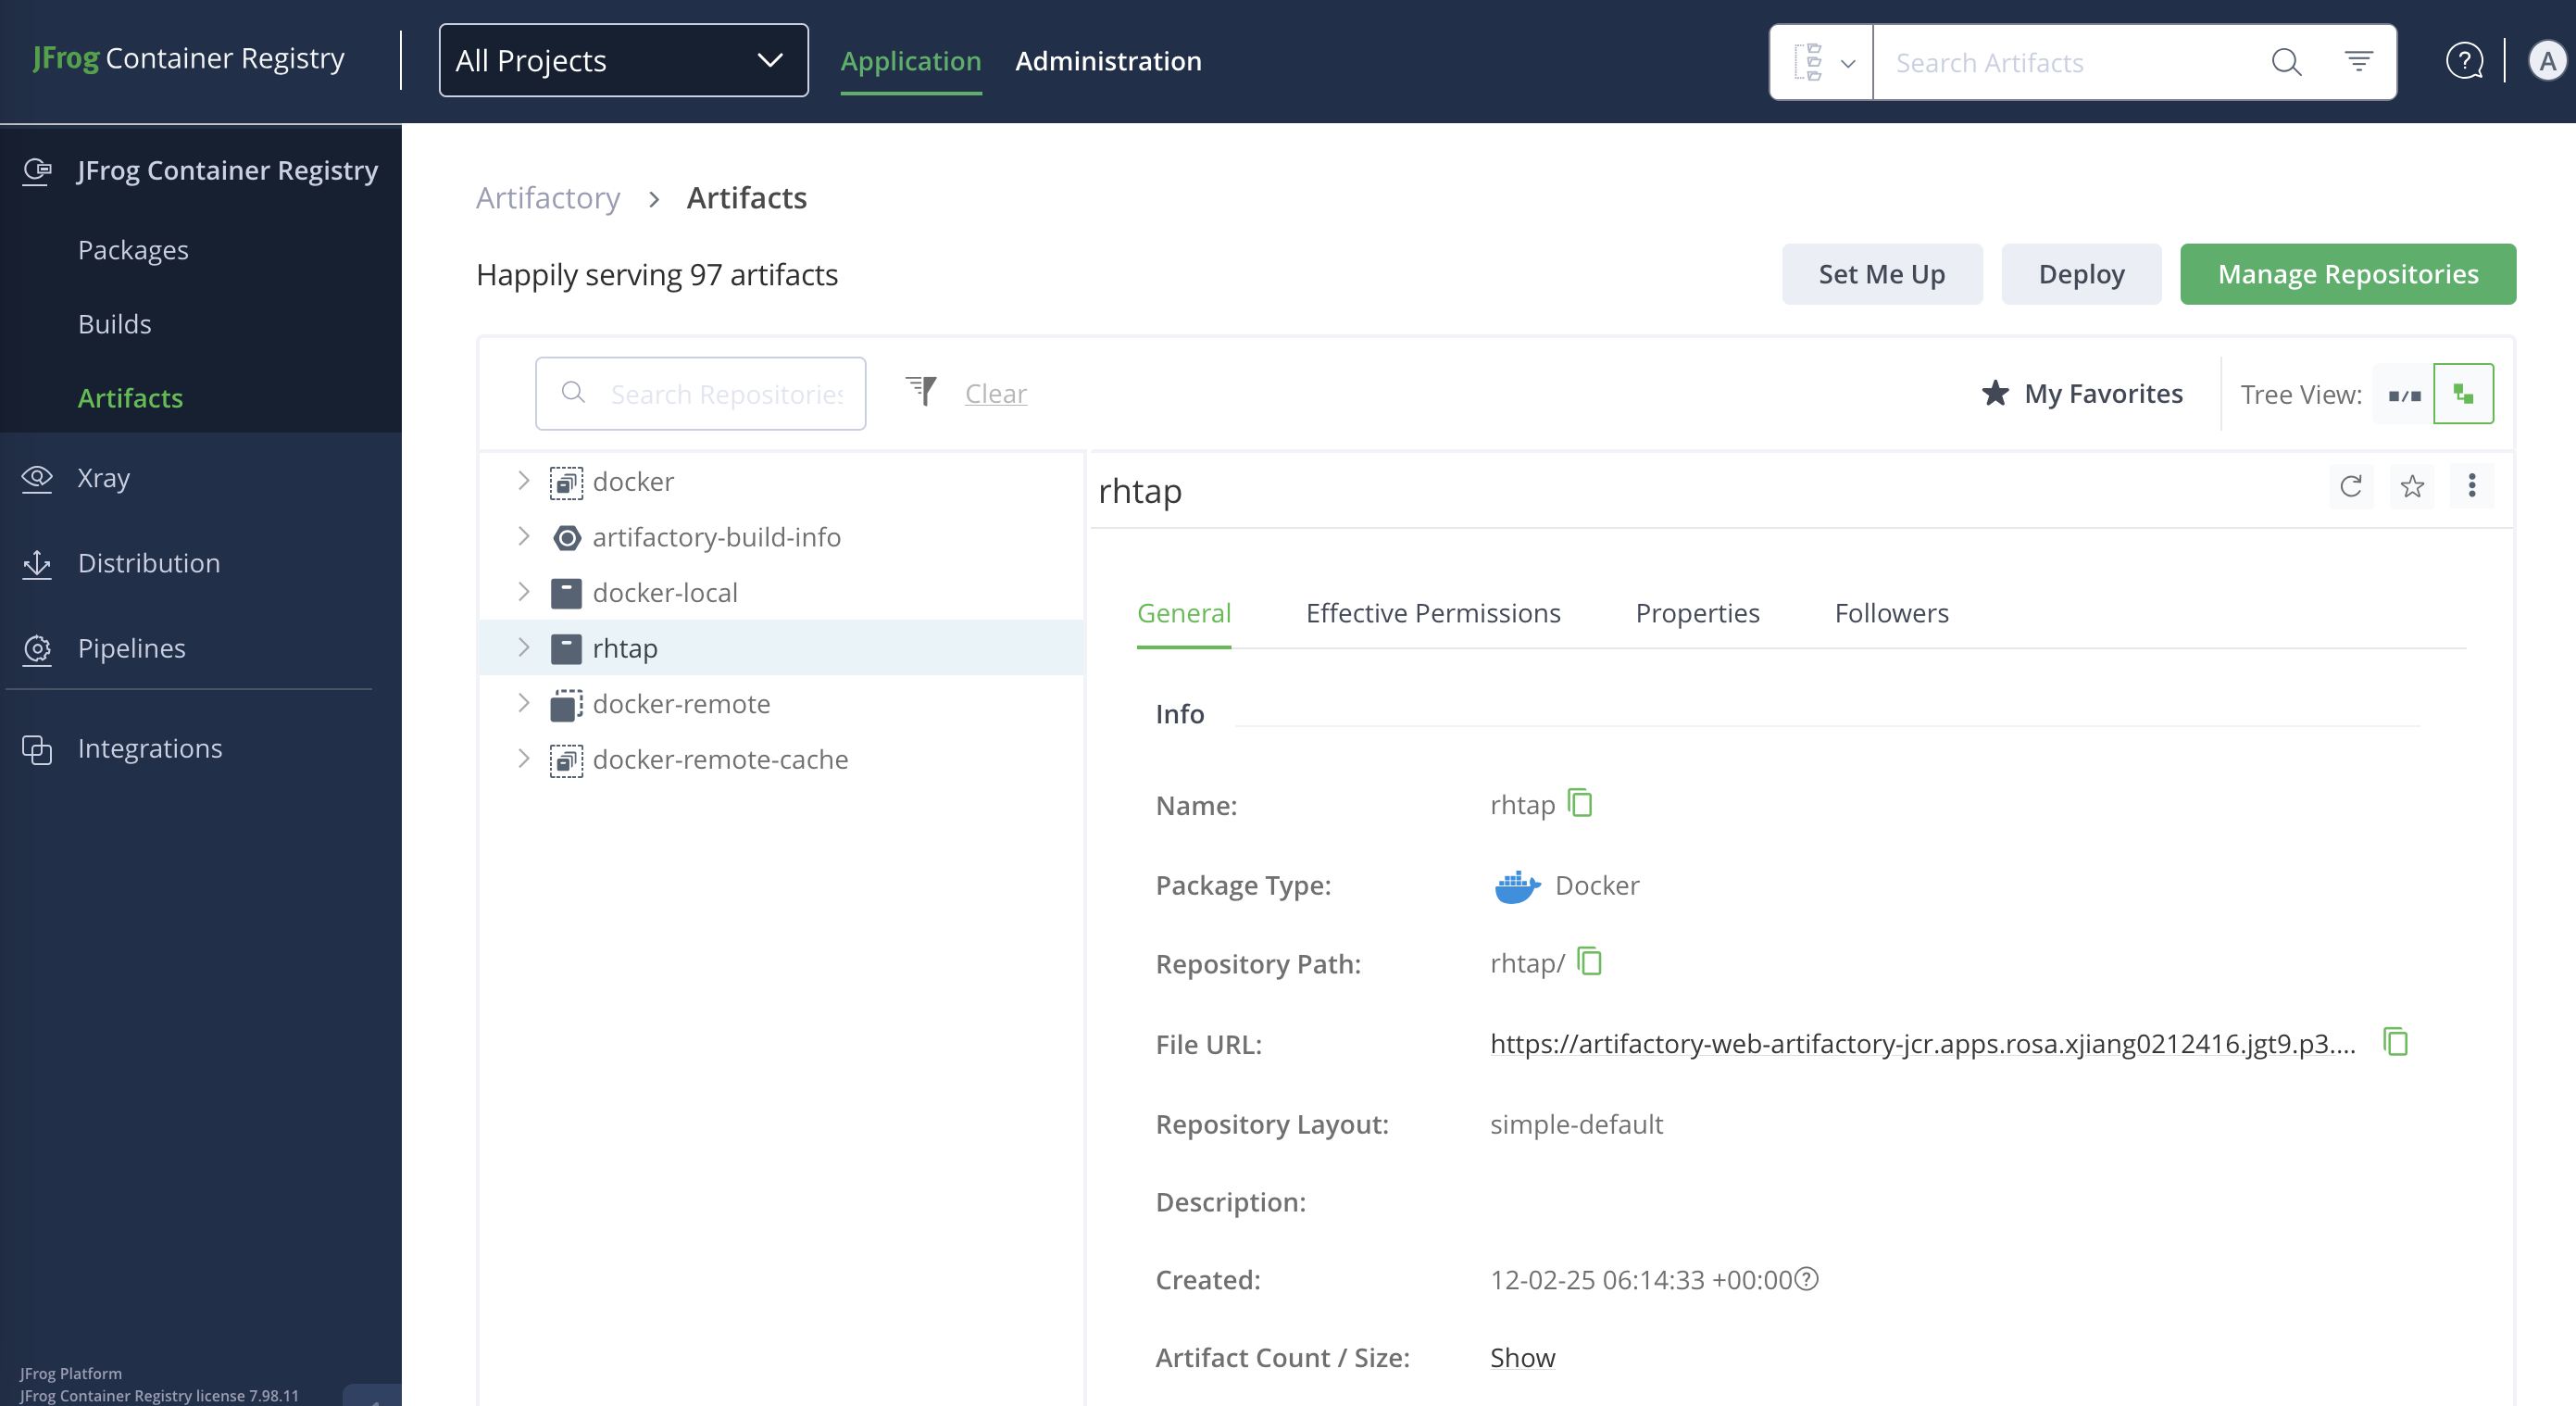 JFrog Container Registry
All Projects
Application
Administration
Search Artifacts
A
JFrog Container Registry
Packages
Builds
Artifacts
Xray
Distribution
Pipelines
Integrations
JFrog Platform
JFrog Container Registry license 7.98.11
Artifactory > Artifacts
Happily serving 97 artifacts
Set Me Up
Deploy
Manage Repositories
Search Repositories
Clear
My Favorites
Tree View:
docker
artifactory-build-info
docker-local
rhtap
docker-remote
docker-remote-cache
rhtap
General
Effective Permissions
Properties
Followers
Info
Name: rhtap
Package Type: Docker
Repository Path: rhtap/
File URL: https://artifactory-web-artifactory-jcr.apps.rosa.xjiang0212416.jgt9.p3....
Repository Layout: simple-default
Description:
Created: 12-02-25 06:14:33 +00:00
Artifact Count / Size: Show